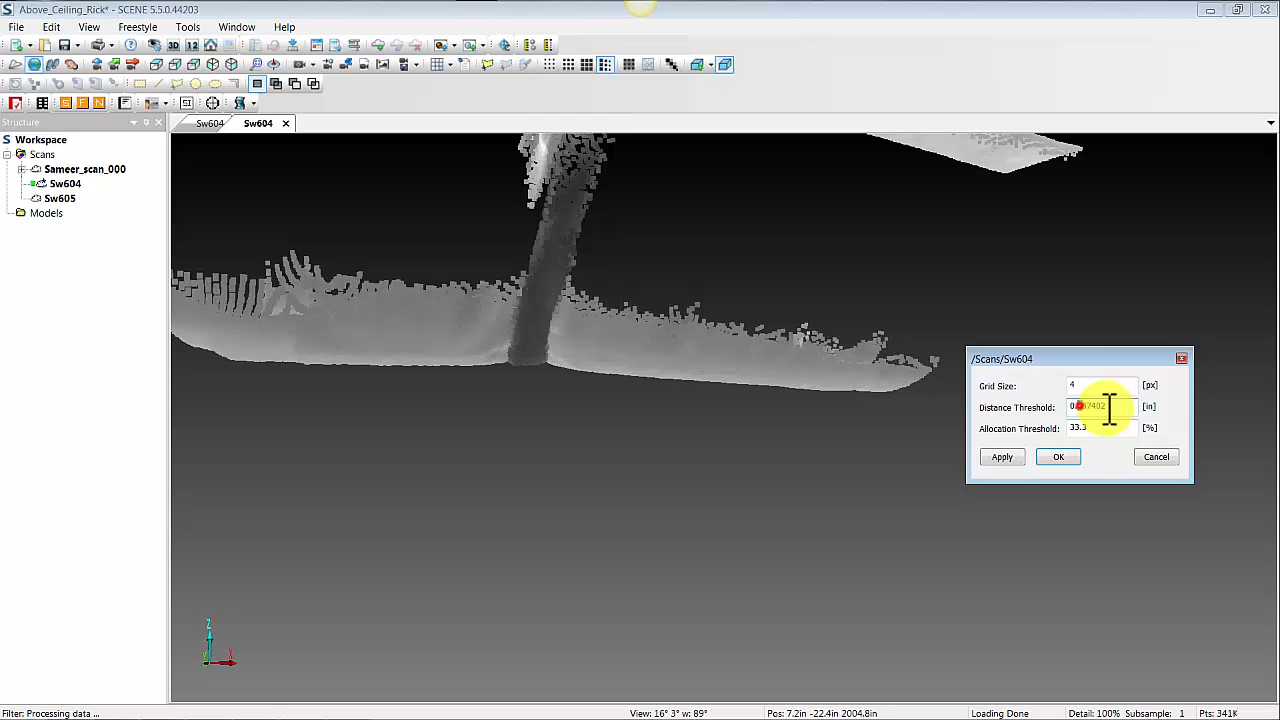 Above_Ceiling_Rick* - SCENE 5.5.0.44203
File Edit View Freestyle Tools Window Help
Structure
Sw604 Sw604
Workspace
Scans
Sameer_scan_000
Sw604
Sw605
Models
/Scans/Sw604
Grid Size: 4 [px]
Distance Threshold: [in]
Allocation Threshold: 33.3 [%]
Apply OK Cancel
Z
X
Y
Filter: Processing data ... View: 16° 3° w: 89° Pos: 7.2in -22.4in 2004.8in Loading Done Detail: 100% Subsample: 1 Pts: 341K